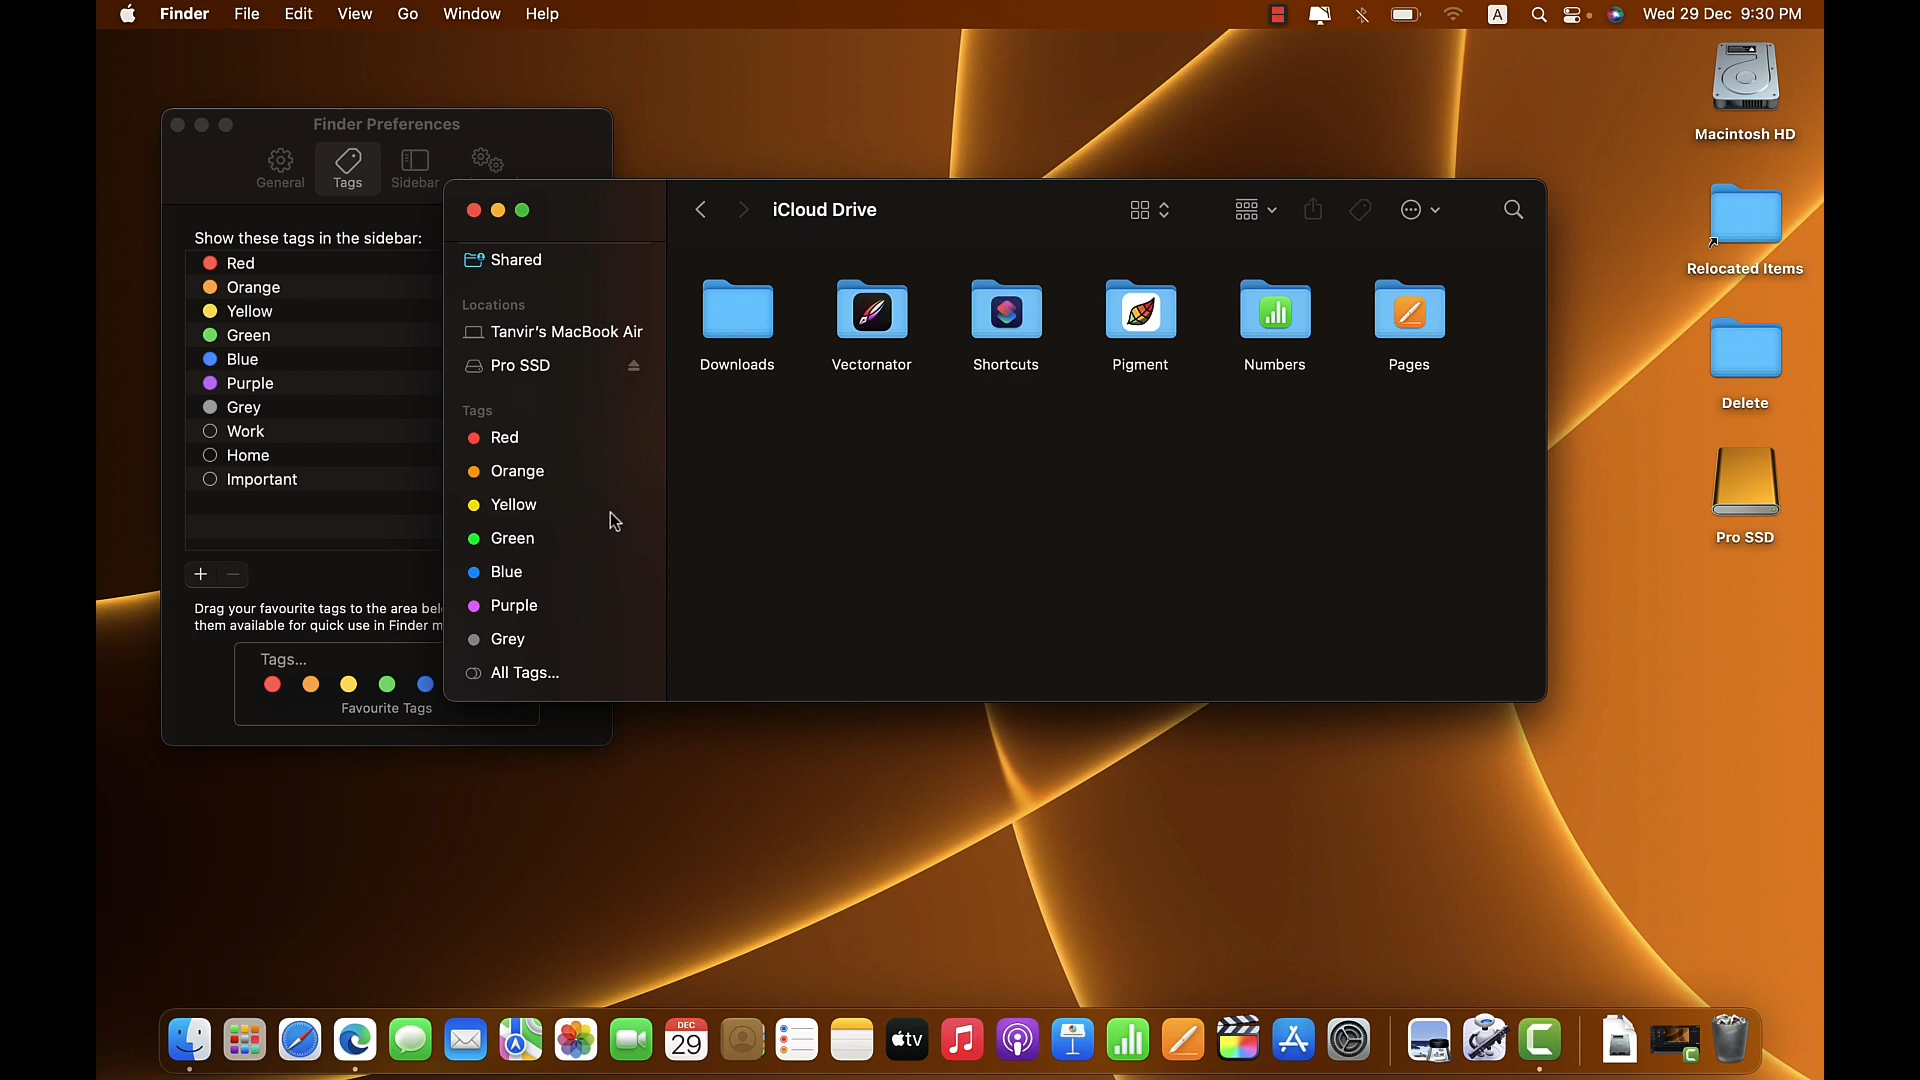 Finder File Edit View Go Window Help
A
Wed 29 Dec 9:30 PM
Macintosh HD
Relocated Items
Delete
Pro SSD
Finder Preferences
General Tags Sidebar
Show these tags in the sidebar:
Red
Orange
Yellow
Green
Blue
Purple
Grey
Work
Home
Important
Drag your favourite tags to the area
them available for quick use in Finder
Tags...
Favourite Tags
iCloud Drive
Shared
Locations
Tanvir's MacBook Air
Pro SSD
Tags
Red
Orange
Yellow
Green
Blue
Purple
Grey
All Tags...
Downloads Vectornator Shortcuts Pigment Numbers Pages
DEC
29
tv